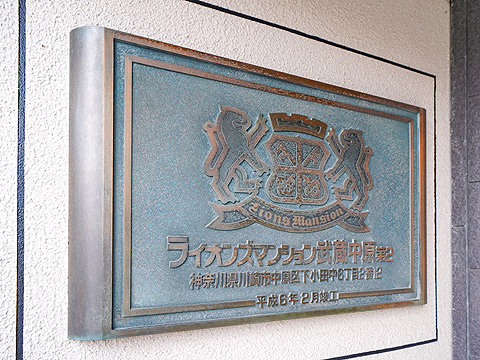 Lions Mansion
ライオンズマンション武蔵中原第2
神奈川県川崎市中原区下小田中6丁目2番12
平成6年2月竣工